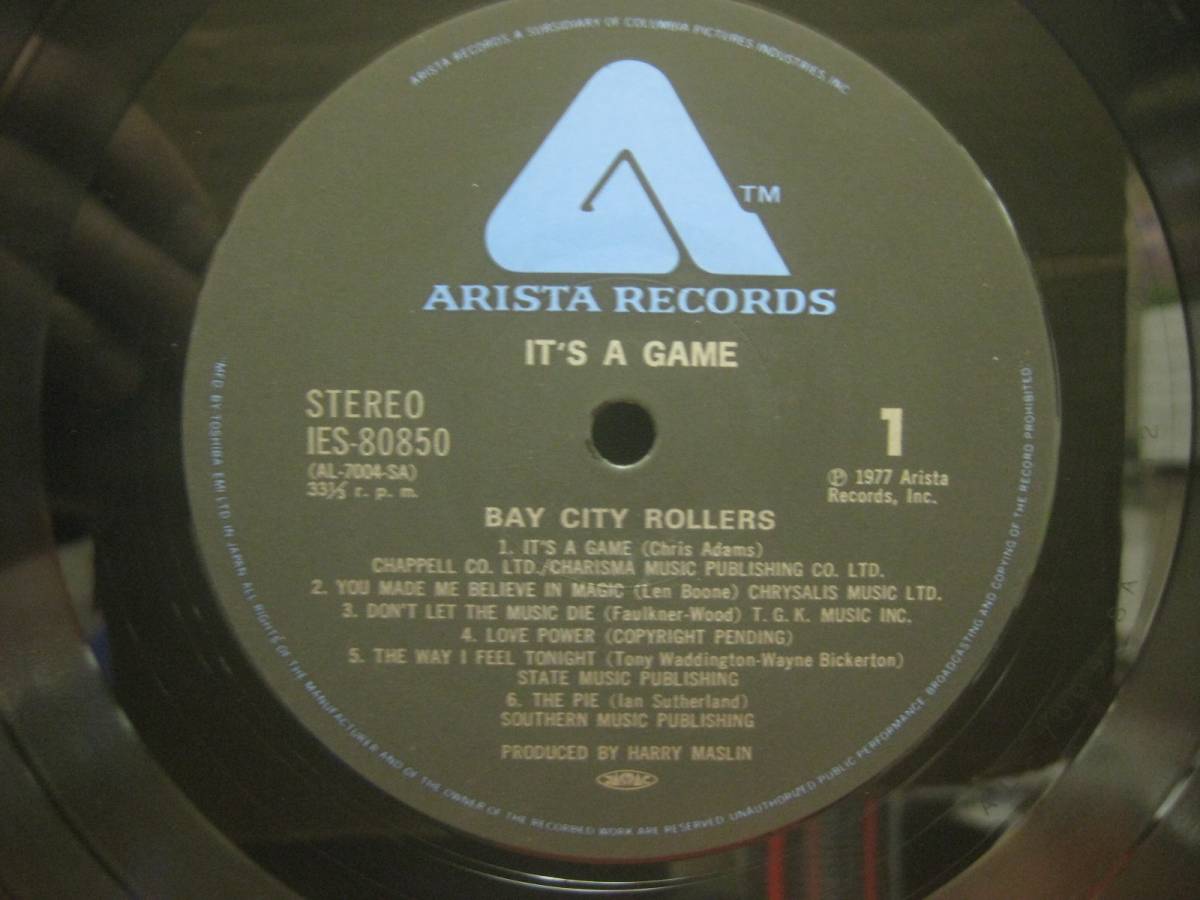 ARISTA RECORDS, A SUBSIDIARY OF COLUMBIA PICTURES INDUSTRIES, INC.
TM
ARISTA RECORDS
IT'S A GAME
STEREO
IES-80850
(AL-7004-SA)
33⅓ r. p. m.
1
Ⓟ 1977 Arista
Records, Inc.
BAY CITY ROLLERS
1. IT'S A GAME (Chris Adams)
CHAPPELL CO. LTD./CHARISMA MUSIC PUBLISHING CO. LTD.
2. YOU MADE ME BELIEVE IN MAGIC (Len Boone) CHRYSALIS MUSIC LTD.
3. DON'T LET THE MUSIC DIE (Faulkner-Wood) T. G. K. MUSIC INC.
4. LOVE POWER (COPYRIGHT PENDING)
5. THE WAY I FEEL TONIGHT (Tony Waddington-Wayne Bickerton)
STATE MUSIC PUBLISHING
6. THE PIE (Ian Sutherland)
SOUTHERN MUSIC PUBLISHING
PRODUCED BY HARRY MASLIN
MFD BY TOSHIBA EMI LTD. IN JAPAN ALL RIGHTS OF THE MANUFACTURER AND OF THE OWNER OF THE RECORDED WORK ARE RESERVED. UNAUTHORIZED PUBLIC PERFORMANCE, BROADCASTING AND COPYING OF THE RECORD PROHIBITED.